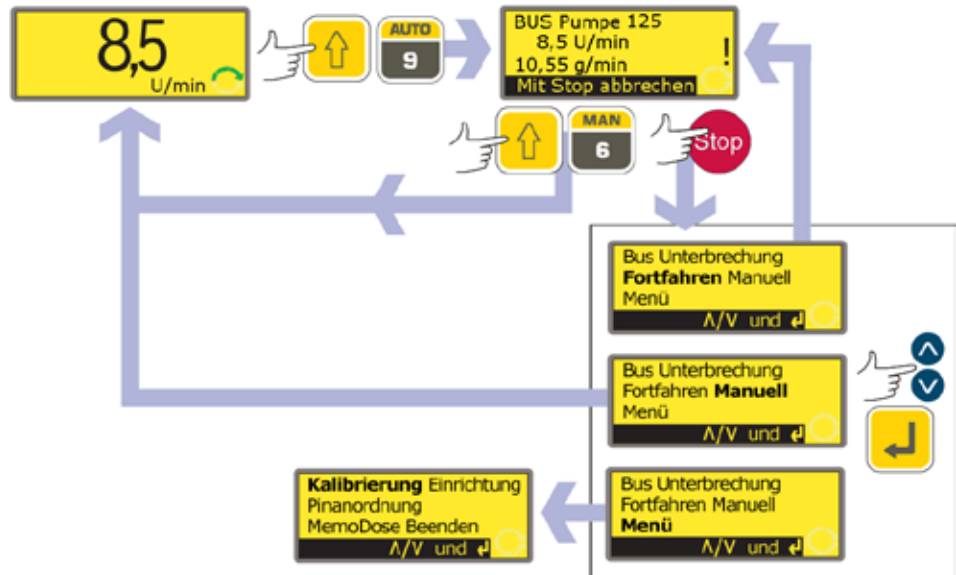 8,5
U/min
AUTO
9
BUS Pumpe 125
8,5 U/min
10,55 g/min
!
Mit Stop abbrechen
MAN
6
Stop
Bus Unterbrechung
Fortfahren Manuell
Menü
Λ/V und ↲
Bus Unterbrechung
Fortfahren Manuell
Menü
Λ/V und ↲
Kalibrierung Einrichtung
Pinanordnung
MemoDose Beenden
Λ/V und ↲
Bus Unterbrechung
Fortfahren Manuell
Menü
Λ/V und ↲